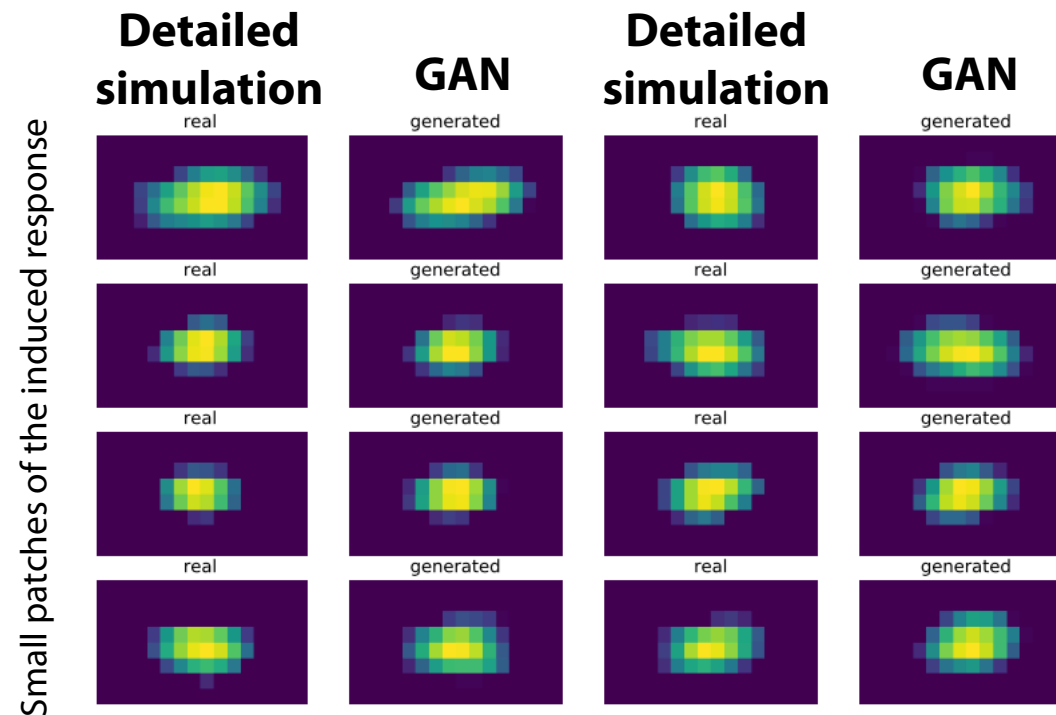 Detailed
simulation
GAN
Detailed
simulation
GAN
Small patches of the induced response
real
generated
real
generated
real
generated
real
generated
real
generated
real
generated
real
generated
real
generated